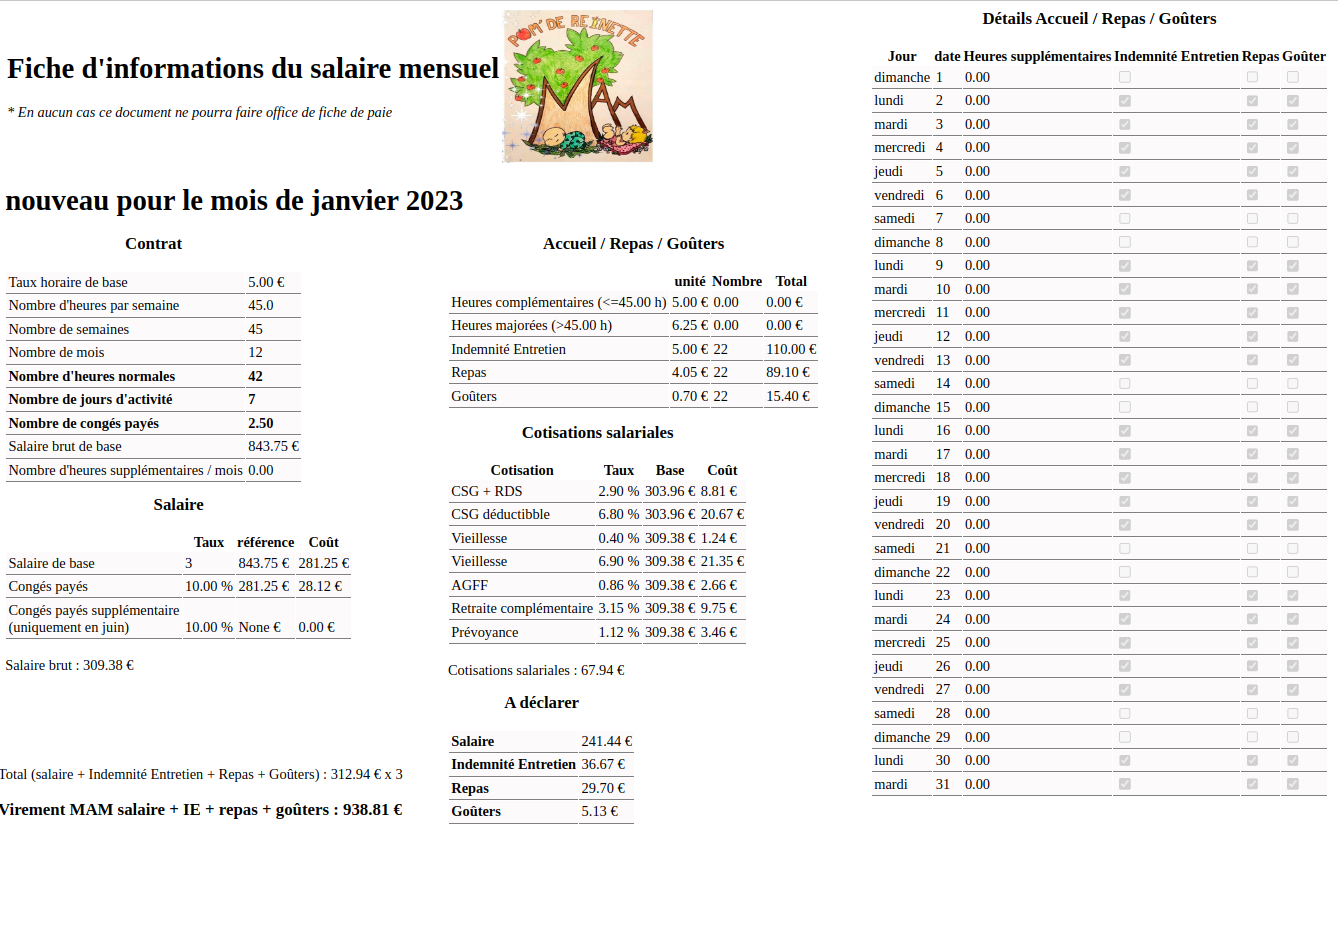 Fiche d'informations du salaire mensuel
* En aucun cas ce document ne pourra faire office de fiche de paie
POM' DE REINETTE
MAM
nouveau pour le mois de janvier 2023
Contrat
Taux horaire de base 5.00 €
Nombre d'heures par semaine 45.0
Nombre de semaines 45
Nombre de mois 12
Nombre d'heures normales 42
Nombre de jours d'activité 7
Nombre de congés payés 2.50
Salaire brut de base 843.75 €
Nombre d'heures supplémentaires / mois 0.00
Salaire
Taux référence Coût
Salaire de base 3 843.75 € 281.25 €
Congés payés 10.00 % 281.25 € 28.12 €
Congés payés supplémentaire
(uniquement en juin) 10.00 % None € 0.00 €
Salaire brut : 309.38 €
Total (salaire + Indemnité Entretien + Repas + Goûters) : 312.94 € x 3
Virement MAM salaire + IE + repas + goûters : 938.81 €
Accueil / Repas / Goûters
unité Nombre Total
Heures complémentaires (<=45.00 h) 5.00 € 0.00 0.00 €
Heures majorées (>45.00 h) 6.25 € 0.00 0.00 €
Indemnité Entretien 5.00 € 22 110.00 €
Repas 4.05 € 22 89.10 €
Goûters 0.70 € 22 15.40 €
Cotisations salariales
Cotisation Taux Base Coût
CSG + RDS 2.90 % 303.96 € 8.81 €
CSG déductibble 6.80 % 303.96 € 20.67 €
Vieillesse 0.40 % 309.38 € 1.24 €
Vieillesse 6.90 % 309.38 € 21.35 €
AGFF 0.86 % 309.38 € 2.66 €
Retraite complémentaire 3.15 % 309.38 € 9.75 €
Prévoyance 1.12 % 309.38 € 3.46 €
Cotisations salariales : 67.94 €
A déclarer
Salaire 241.44 €
Indemnité Entretien 36.67 €
Repas 29.70 €
Goûters 5.13 €
Détails Accueil / Repas / Goûters
Jour date Heures supplémentaires Indemnité Entretien Repas Goûter
dimanche 1 0.00
lundi 2 0.00
mardi 3 0.00
mercredi 4 0.00
jeudi 5 0.00
vendredi 6 0.00
samedi 7 0.00
dimanche 8 0.00
lundi 9 0.00
mardi 10 0.00
mercredi 11 0.00
jeudi 12 0.00
vendredi 13 0.00
samedi 14 0.00
dimanche 15 0.00
lundi 16 0.00
mardi 17 0.00
mercredi 18 0.00
jeudi 19 0.00
vendredi 20 0.00
samedi 21 0.00
dimanche 22 0.00
lundi 23 0.00
mardi 24 0.00
mercredi 25 0.00
jeudi 26 0.00
vendredi 27 0.00
samedi 28 0.00
dimanche 29 0.00
lundi 30 0.00
mardi 31 0.00